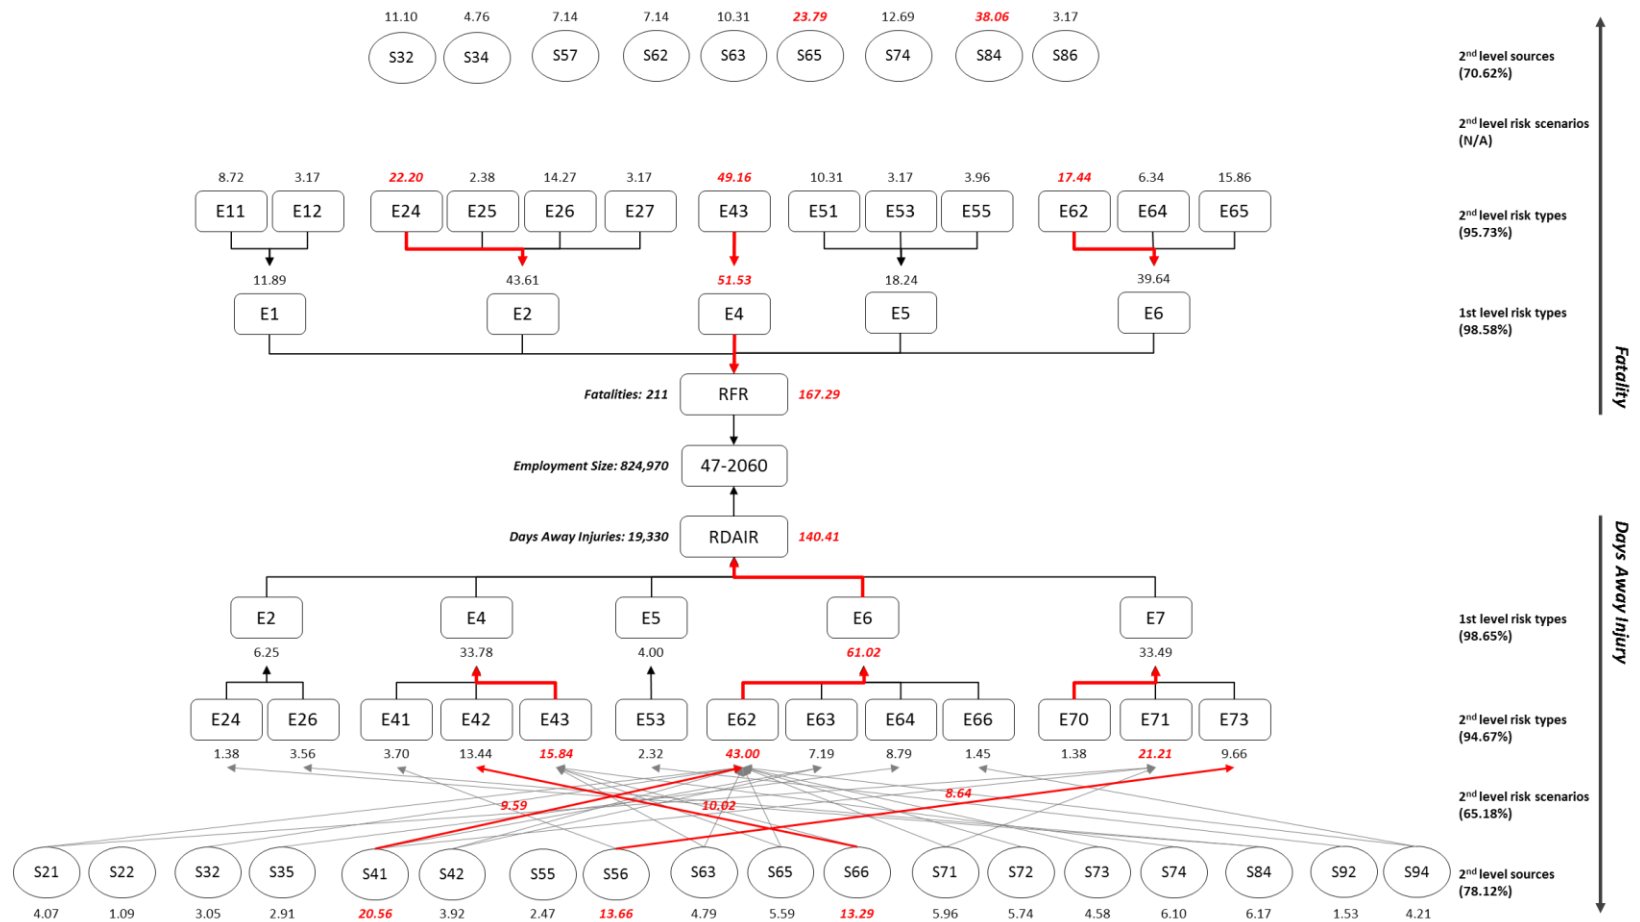 11.10 4.76 7.14 7.14 10.31 23.79 12.69 38.06 3.17
S32 S34 S57 S62 S63 S65 S74 S84 S86
2nd level sources
(70.62%)
2nd level risk scenarios
(N/A)
8.72 3.17 22.20 2.38 14.27 3.17 49.16 10.31 3.17 3.96 17.44 6.34 15.86
E11 E12 E24 E25 E26 E27 E43 E51 E53 E55 E62 E64 E65
2nd level risk types
(95.73%)
11.89 43.61 51.53 18.24 39.64
E1 E2 E4 E5 E6
1st level risk types
(98.58%)
Fatality
Fatalities: 211 RFR 167.29
Employment Size: 824,970 47-2060
Days Away Injuries: 19,330 RDAIR 140.41
Days Away Injury
E2 E4 E5 E6 E7
1st level risk types
(98.65%)
6.25 33.78 4.00 61.02 33.49
E24 E26 E41 E42 E43 E53 E62 E63 E64 E66 E70 E71 E73
2nd level risk types
(94.67%)
1.38 3.56 3.70 13.44 15.84 2.32 43.00 7.19 8.79 1.45 1.38 21.21 9.66
9.59 10.02 8.64
2nd level risk scenarios
(65.18%)
S21 S22 S32 S35 S41 S42 S55 S56 S63 S65 S66 S71 S72 S73 S74 S84 S92 S94
2nd level sources
(78.12%)
4.07 1.09 3.05 2.91 20.56 3.92 2.47 13.66 4.79 5.59 13.29 5.96 5.74 4.58 6.10 6.17 1.53 4.21